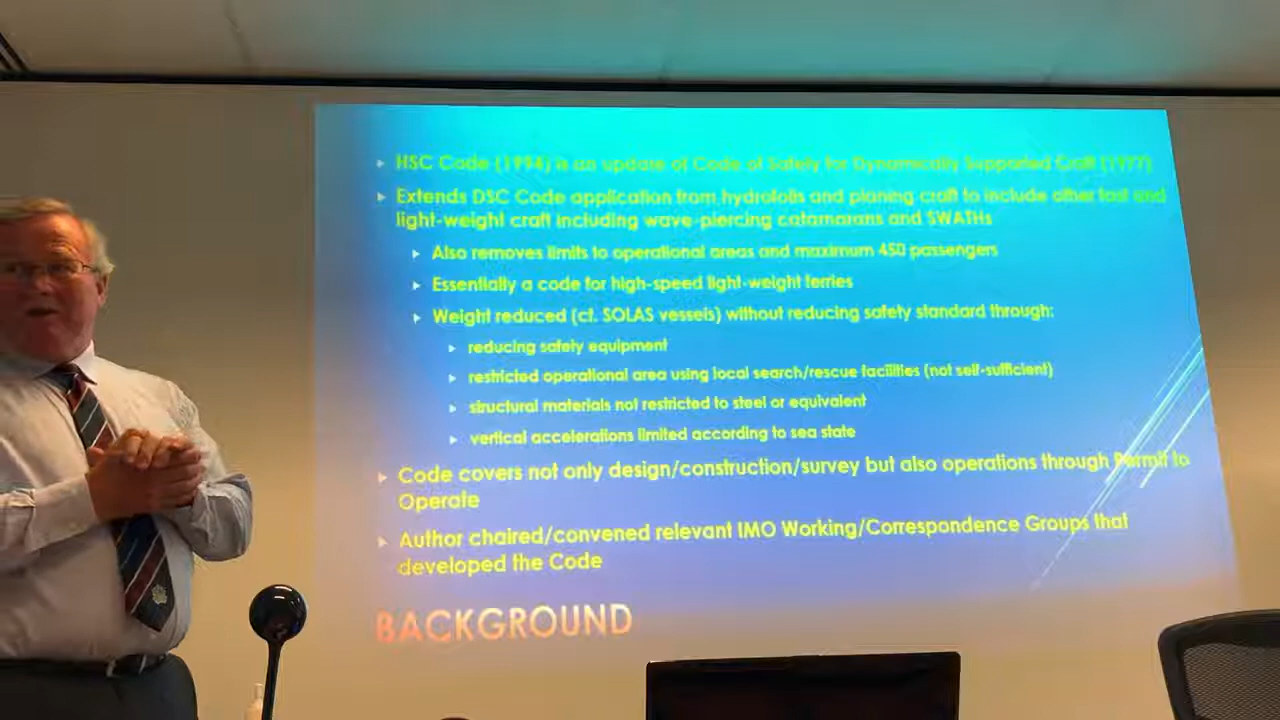 HSC Code (1994) is an update of Code of Safety for Dynamically Supported Craft (1977)
Extends DSC Code application from hydrofoils and planing craft to include other fast and
light-weight craft including wave-piercing catamarans and SWATHs
Also removes limits to operational areas and maximum 450 passengers
Essentially a code for high-speed light-weight ferries
Weight reduced (cf. SOLAS vessels) without reducing safety standard through:
reducing safety equipment
restricted operational area using local search/rescue facilities (not self-sufficient)
structural materials not restricted to steel or equivalent
vertical accelerations limited according to sea state
Code covers not only design/construction/survey but also operations through Permit to
Operate
Author chaired/convened relevant IMO Working/Correspondence Groups that
developed the Code
BACKGROUND